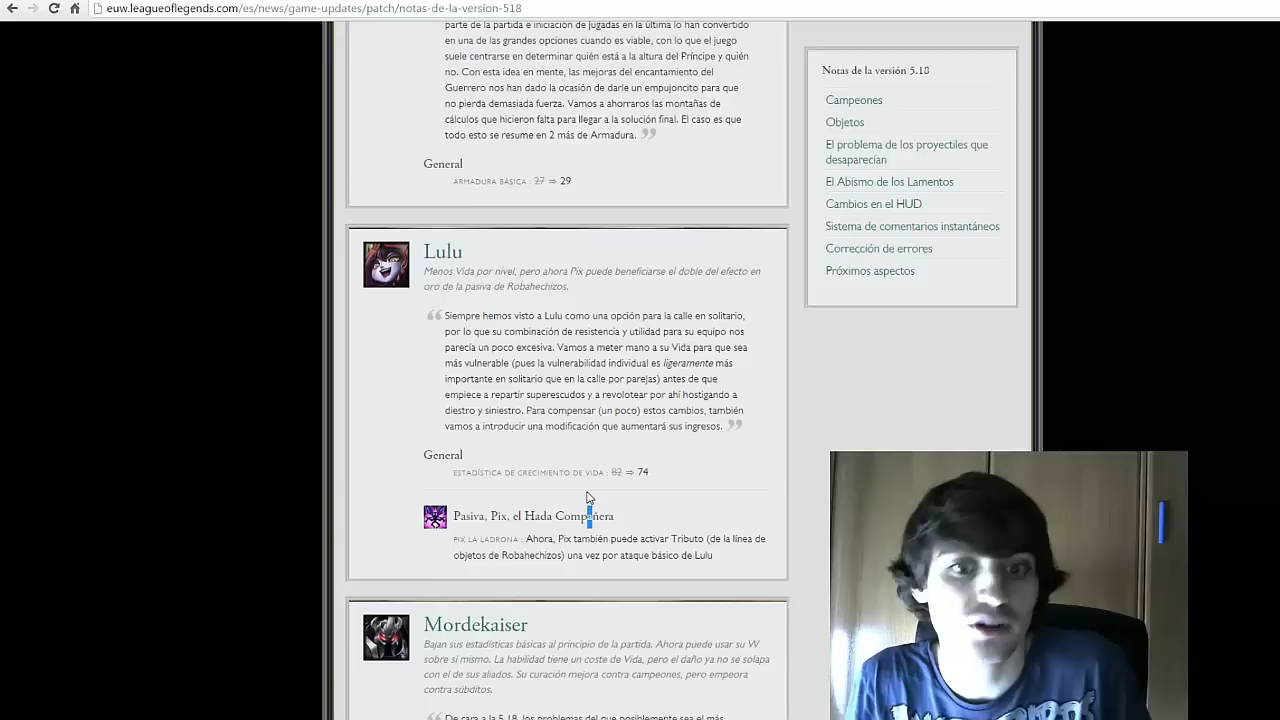 euw.leagueoflegends.com/es/news/game-updates/patch/notas-de-la-version-518
parte de la partida e iniciación de jugadas en la última lo han convertido
en una de las grandes opciones cuando es viable, con lo que el juego
suele centrarse en determinar quién está a la altura del Príncipe y quién
no. Con esta idea en mente, las mejoras del encantamiento del
Guerrero nos han dado la ocasión de darle un empujoncito para que
no pierda demasiada fuerza. Vamos a ahorraros las montañas de
cálculos que hicieron falta para llegar a la solución final. El caso es que
todo esto se resume en 2 más de Armadura. ”
General
ARMADURA BÁSICA : 27 ⇒ 29
Lulu
Menos Vida por nivel, pero ahora Pix puede beneficiarse el doble del efecto en
oro de la pasiva de Robahechizos.
“ Siempre hemos visto a Lulu como una opción para la calle en solitario,
por lo que su combinación de resistencia y utilidad para su equipo nos
parecía un poco excesiva. Vamos a meter mano a su Vida para que sea
más vulnerable (pues la vulnerabilidad individual es ligeramente más
importante en solitario que en la calle por parejas) antes de que
empiece a repartir superescudos y a revolotear por ahí hostigando a
diestro y siniestro. Para compensar (un poco) estos cambios, también
vamos a introducir una modificación que aumentará sus ingresos. ”
General
ESTADÍSTICA DE CRECIMIENTO DE VIDA : 82 ⇒ 74
Pasiva, Pix, el Hada Compañera
PIX LA LADRONA : Ahora, Pix también puede activar Tributo (de la línea de
objetos de Robahechizos) una vez por ataque básico de Lulu
Mordekaiser
Bajan sus estadísticas básicas al principio de la partida. Ahora puede usar su W
sobre sí mismo. La habilidad tiene un coste de Vida, pero el daño ya no se solapa
con el de sus aliados. Su curación mejora contra campeones, pero empeora
contra súbditos.
“ De cara a la 5.18, los problemas del que posiblemente sea el más
Notas de la versión 5.18
Campeones
Objetos
El problema de los proyectiles que
desaparecían
El Abismo de los Lamentos
Cambios en el HUD
Sistema de comentarios instantáneos
Corrección de errores
Próximos aspectos